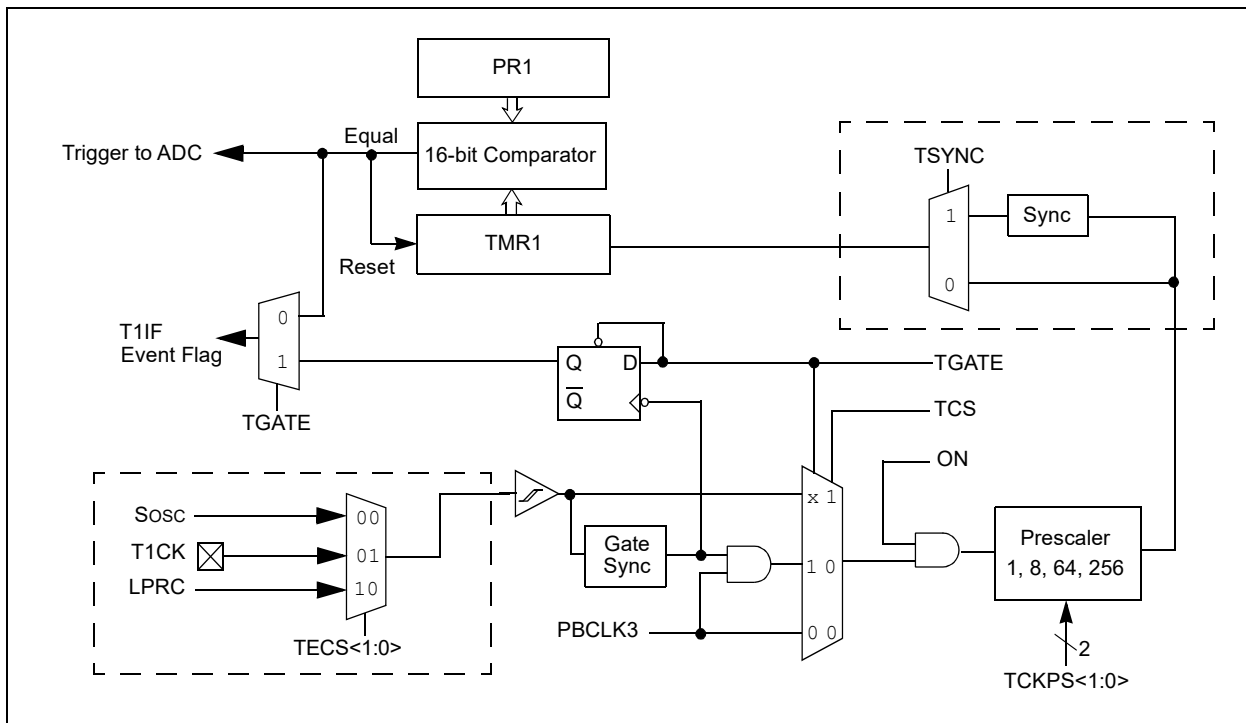 PR1
Equal
Trigger to ADC
16-bit Comparator
TSYNC
1
Sync
TMR1
Reset
0
0
T1IF
Event Flag
1
Q
D
TGATE
Q
TGATE
TCS
ON
SOSC
00
x 1
T1CK
01
Gate
Sync
1 0
Prescaler
1, 8, 64, 256
LPRC
10
PBCLK3
0 0
TECS<1:0>
2
TCKPS<1:0>